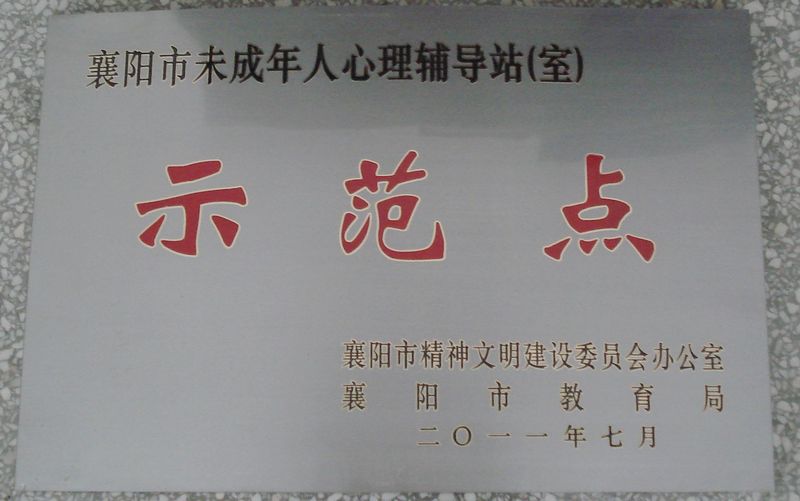 襄阳市未成年人心理辅导站(室)
示范点
襄阳市精神文明建设委员会办公室
襄阳市教育局
二〇一一年七月